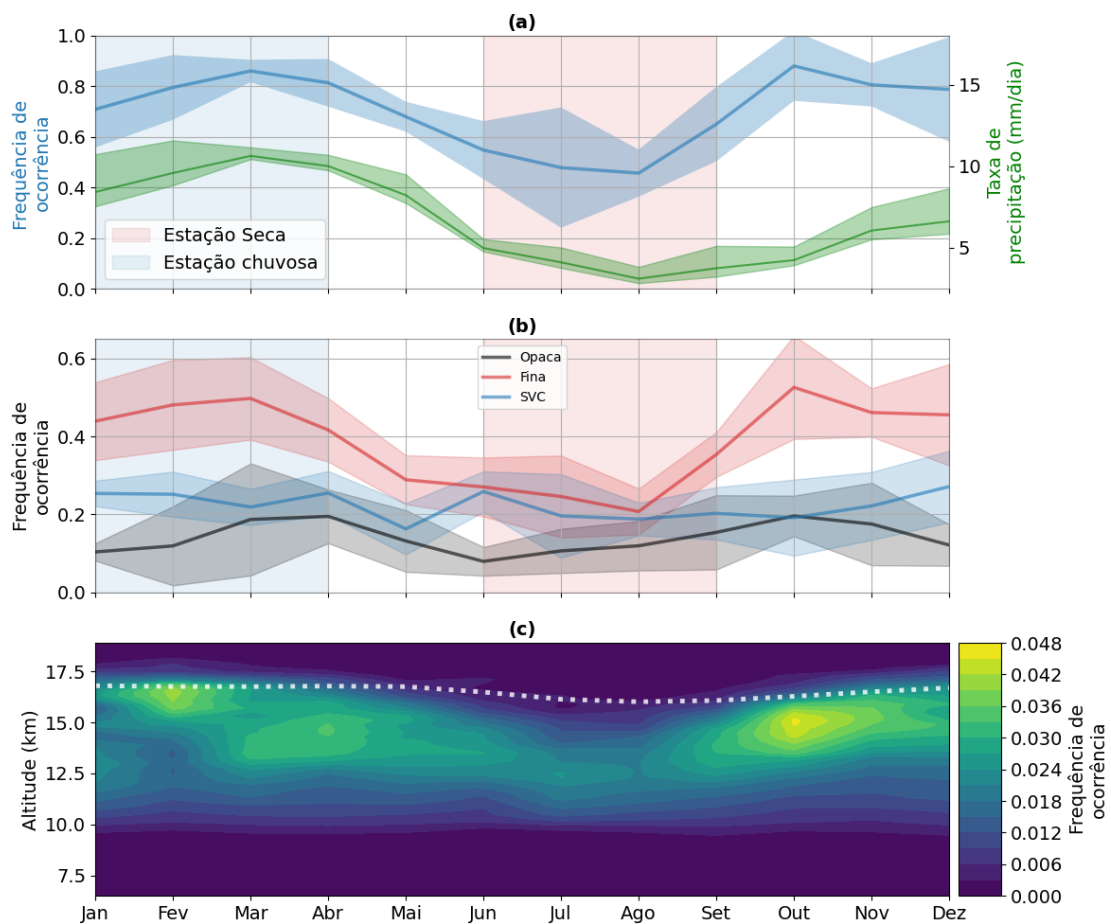 (a)
1.0
0.8
0.6
0.4
0.2
0.0
Frequência de
ocorrência
15
10
5
Taxa de
precipitação (mm/dia)
Estação Seca
Estação chuvosa
(b)
0.6
0.4
0.2
0.0
Frequência de
ocorrência
Opaca
Fina
SVC
(c)
17.5
15.0
12.5
10.0
7.5
Altitude (km)
Jan Fev Mar Abr Mai Jun Jul Ago Set Out Nov Dez
0.048
0.042
0.036
0.030
0.024
0.018
0.012
0.006
0.000
Frequência de
ocorrência